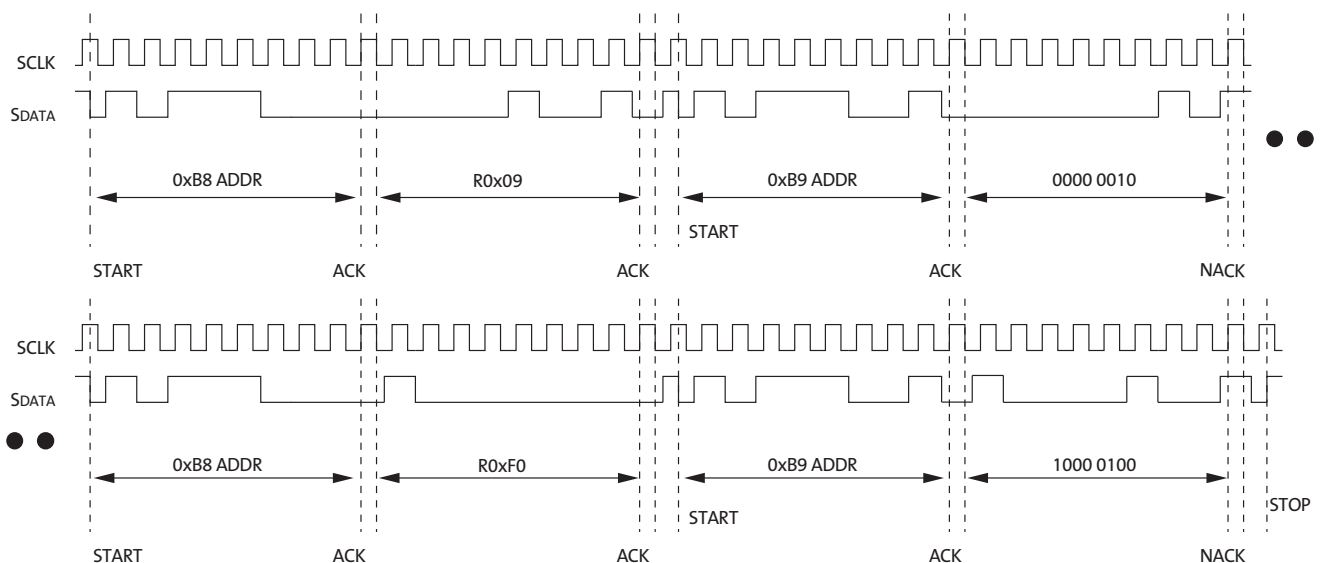 SCLK
SDATA
0xB8 ADDR R0x09 0xB9 ADDR 0000 0010
START
START ACK ACK ACK NACK
SCLK
SDATA
0xB8 ADDR R0xF0 0xB9 ADDR 1000 0100
START STOP
START ACK ACK ACK NACK